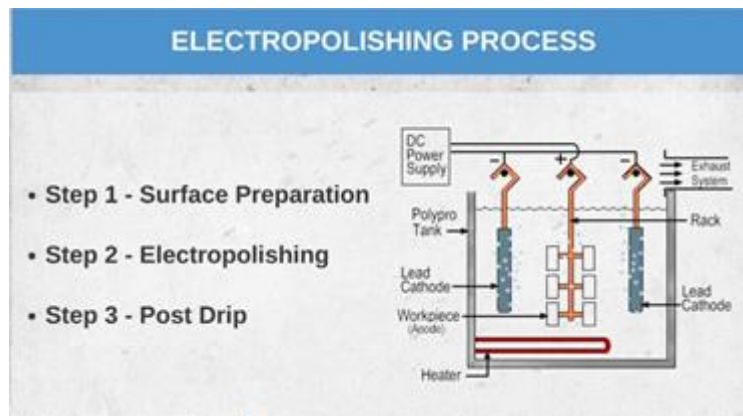 ELECTROPOLISHING PROCESS
• Step 1 - Surface Preparation
• Step 2 - Electropolishing
• Step 3 - Post Drip
DC
Power
Supply
-
+
-
Exhaust
System
Polypro
Tank
Rack
Lead
Cathode
Lead
Cathode
Workpiece
(Anode)
Heater